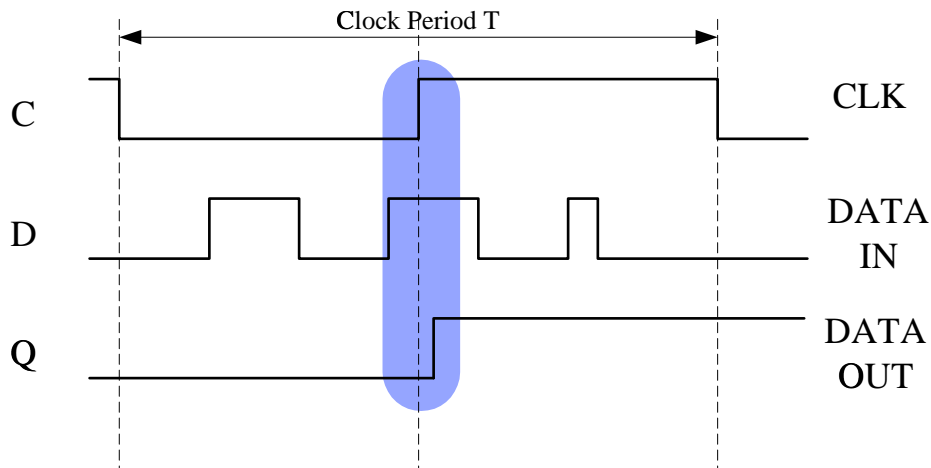 Clock Period T
C
CLK
D
DATA
IN
Q
DATA
OUT